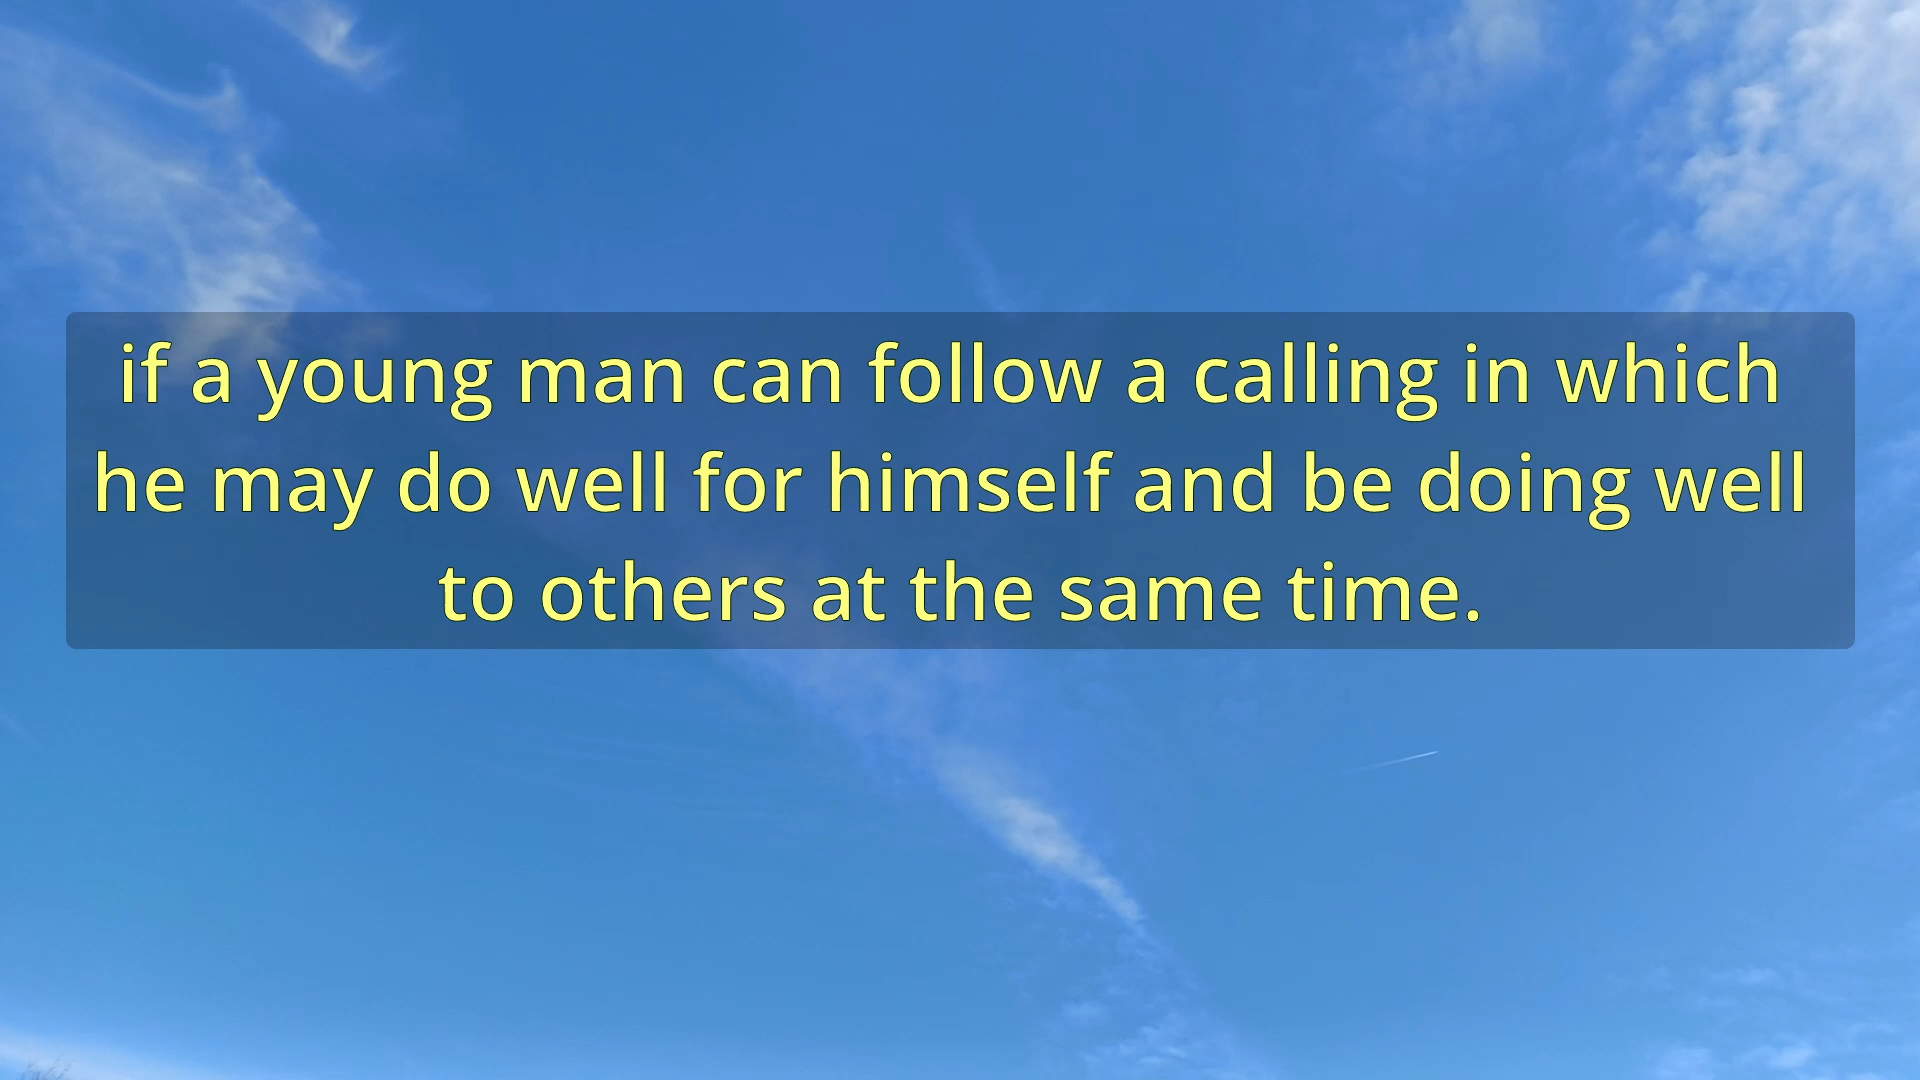 if a young man can follow a calling in which
he may do well for himself and be doing well
to others at the same time.